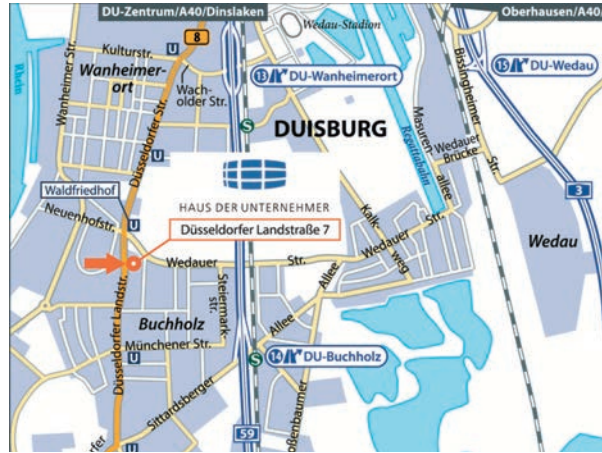 DU-Zentrum/A40/Dinslaken
Oberhausen/A40/
8
U
Kulturstr.
Wanheimer Str.
Rhein
Wanheimer-
ort
Wach-
older Str.
Düsseldorfer Str.
Wedau-Stadion
13 DU-Wanheimerort
15 DU-Wedau
Bissingheimer
Str.
S
DUISBURG
Regattabahn
Masuren-
allee
Wedauer
Brücke
3
Waldfriedhof
U
Neuenhofstr.
HAUS DER UNTERNEHMER
Düsseldorfer Landstraße 7
Kalk-
weg
Wedauer
Str.
Wedau
Wedauer
Str.
Allee
Steiermark-
str.
Düsseldorfer Landstr.
Buchholz
Münchener Str.
U
Allee
S
14 DU-Buchholz
Sittardsberger
59
U